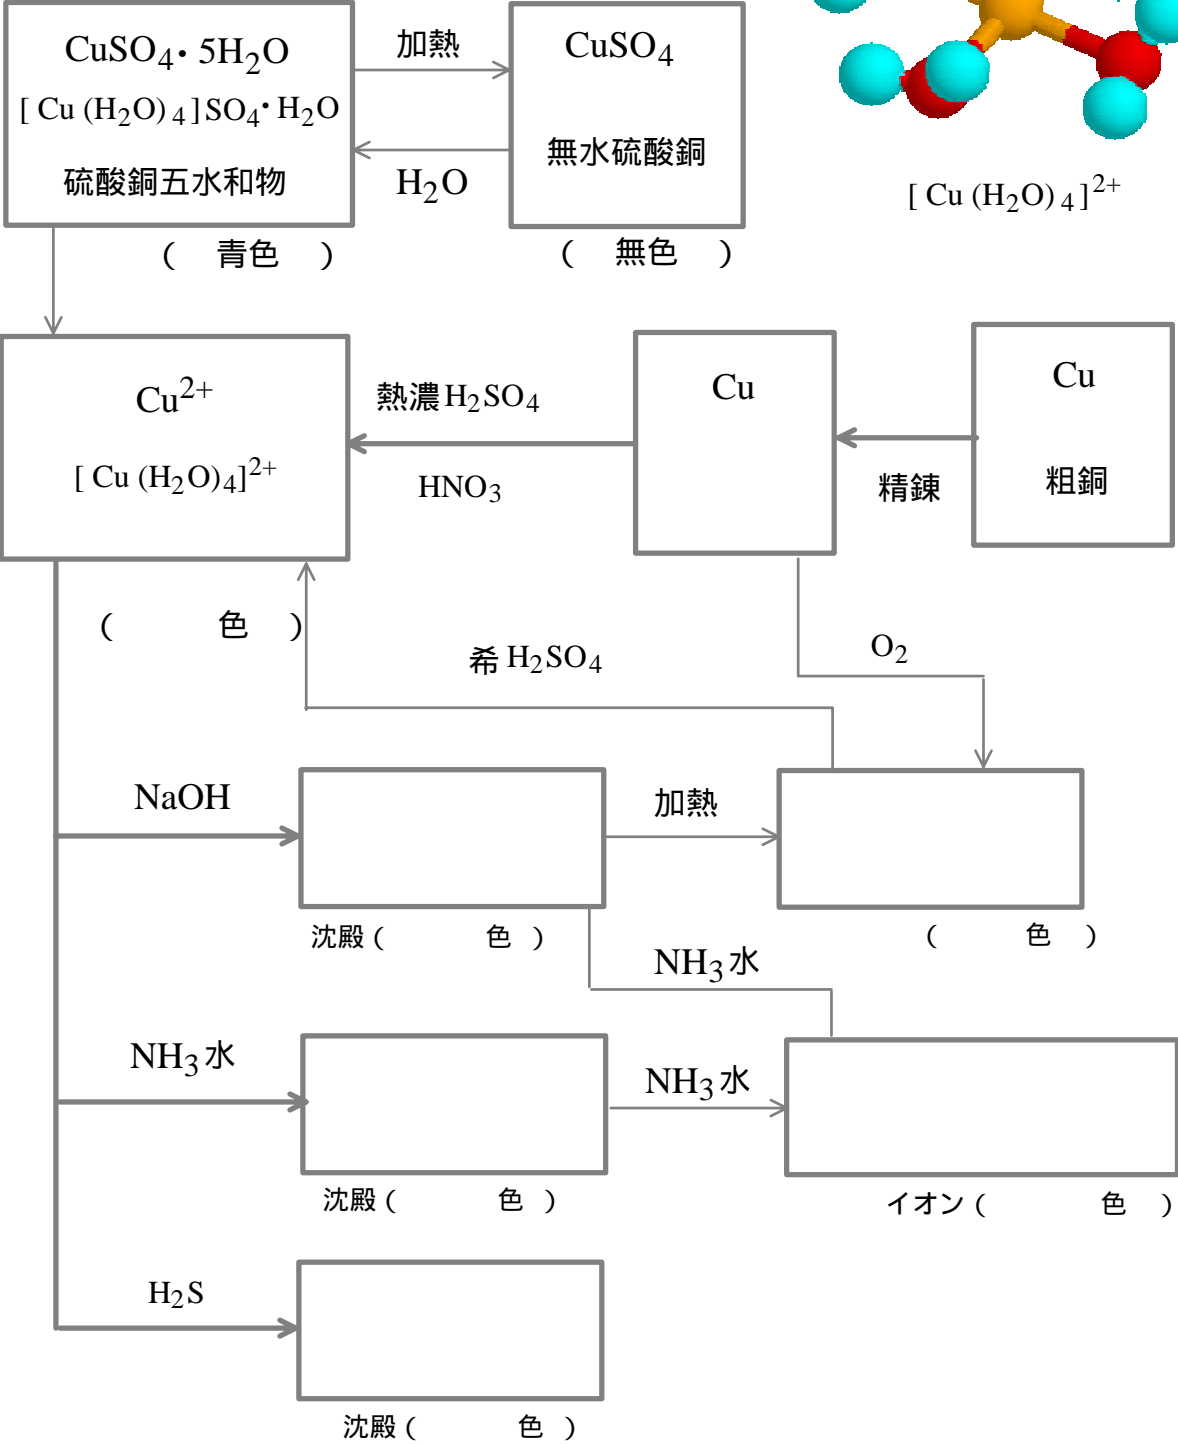 CuSO₄・5H₂O
[Cu(H₂O)₄]SO₄・H₂O
硫酸銅五水和物
加熱
H₂O
CuSO₄
無水硫酸銅
[Cu(H₂O)₄]²⁺
(　青色　)
(　無色　)
Cu²⁺
[Cu(H₂O)₄]²⁺
熱濃H₂SO₄
HNO₃
Cu
精錬
Cu
粗銅
(　　　色　)
希H₂SO₄
O₂
NaOH
加熱
沈殿(　　　色　)
(　　　色　)
NH₃水
NH₃水
NH₃水
沈殿(　　　色　)
イオン(　　　色　)
H₂S
沈殿(　　　色　)